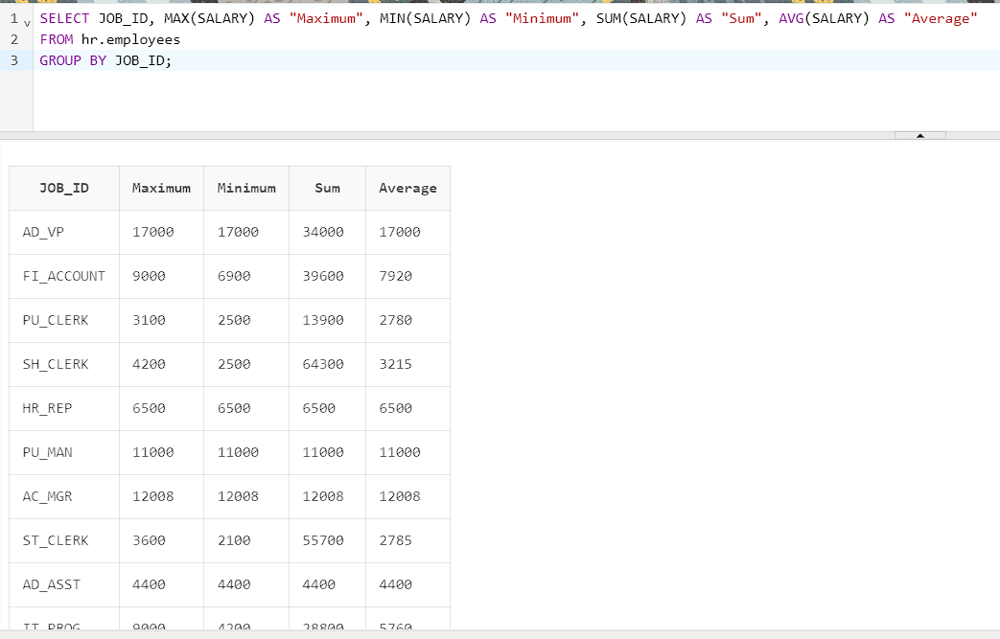 1 SELECT JOB_ID, MAX(SALARY) AS "Maximum", MIN(SALARY) AS "Minimum", SUM(SALARY) AS "Sum", AVG(SALARY) AS "Average"
2 FROM hr.employees
3 GROUP BY JOB_ID;
JOB_ID Maximum Minimum Sum Average
AD_VP 17000 17000 34000 17000
FI_ACCOUNT 9000 6900 39600 7920
PU_CLERK 3100 2500 13900 2780
SH_CLERK 4200 2500 64300 3215
HR_REP 6500 6500 6500 6500
PU_MAN 11000 11000 11000 11000
AC_MGR 12008 12008 12008 12008
ST_CLERK 3600 2100 55700 2785
AD_ASST 4400 4400 4400 4400
IT_PROG 9000 4200 28800 5760